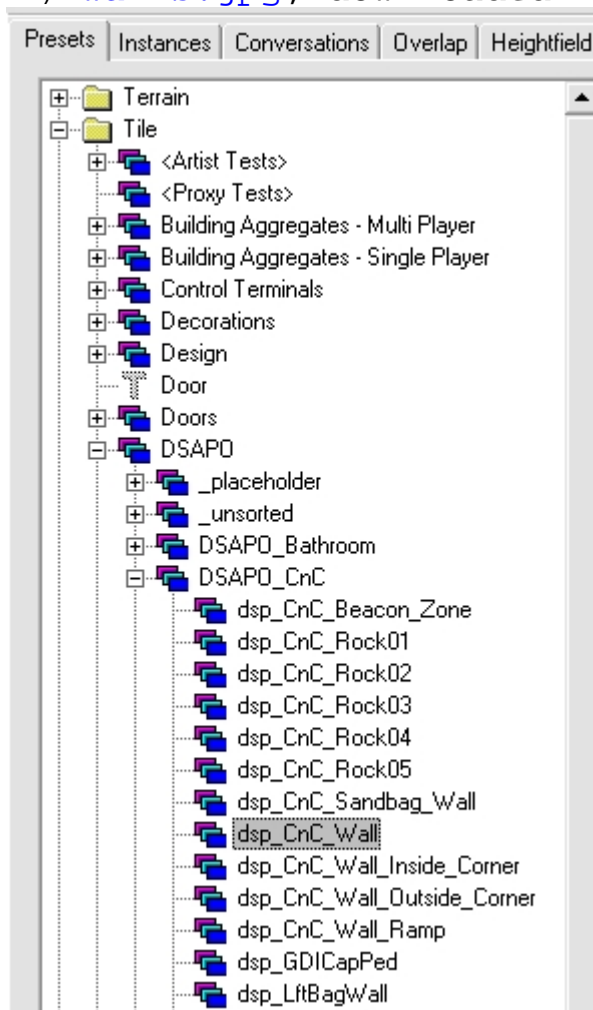 Presets Instances Conversations Overlap Heightfield
Terrain
Tile
<Artist Tests>
<Proxy Tests>
Building Aggregates - Multi Player
Building Aggregates - Single Player
Control Terminals
Decorations
Design
Door
Doors
DSAPO
_placeholder
_unsorted
DSAPO_Bathroom
DSAPO_CnC
dsp_CnC_Beacon_Zone
dsp_CnC_Rock01
dsp_CnC_Rock02
dsp_CnC_Rock03
dsp_CnC_Rock04
dsp_CnC_Rock05
dsp_CnC_Sandbag_Wall
dsp_CnC_Wall
dsp_CnC_Wall_Inside_Corner
dsp_CnC_Wall_Outside_Corner
dsp_CnC_Wall_Ramp
dsp_GDICapPed
dsp_LftBagWall